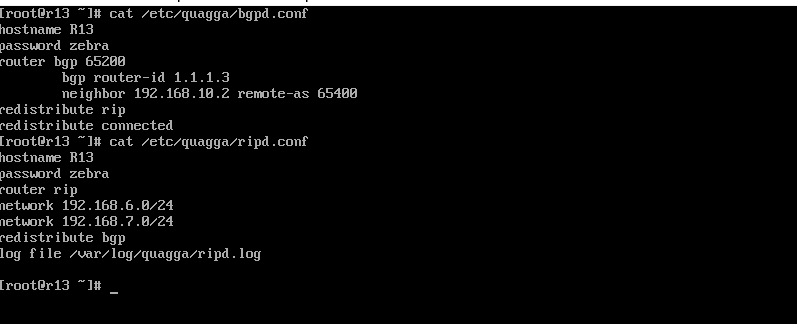 [root@r13 ~]# cat /etc/quagga/bgpd.conf
hostname R13
password zebra
router bgp 65200
        bgp router-id 1.1.1.3
        neighbor 192.168.10.2 remote-as 65400
redistribute rip
redistribute connected
[root@r13 ~]# cat /etc/quagga/ripd.conf
hostname R13
password zebra
router rip
network 192.168.6.0/24
network 192.168.7.0/24
redistribute bgp
log file /var/log/quagga/ripd.log
[root@r13 ~]# _